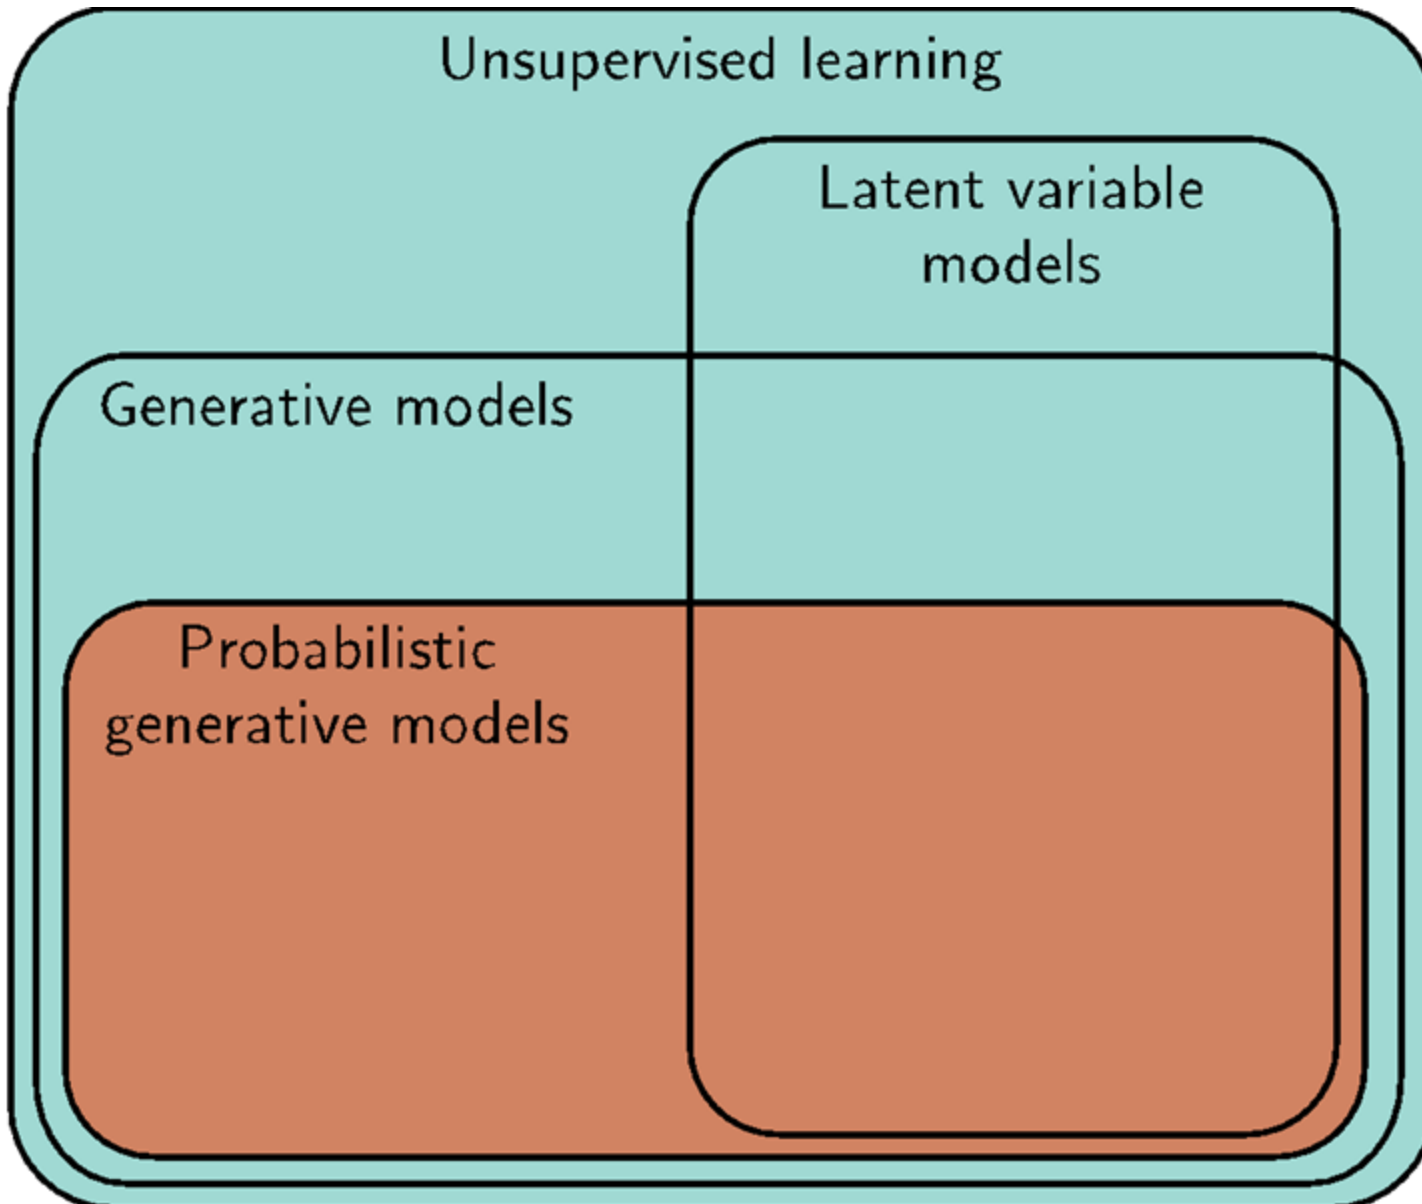 Unsupervised learning
Latent variable
models
Generative models
Probabilistic
generative models